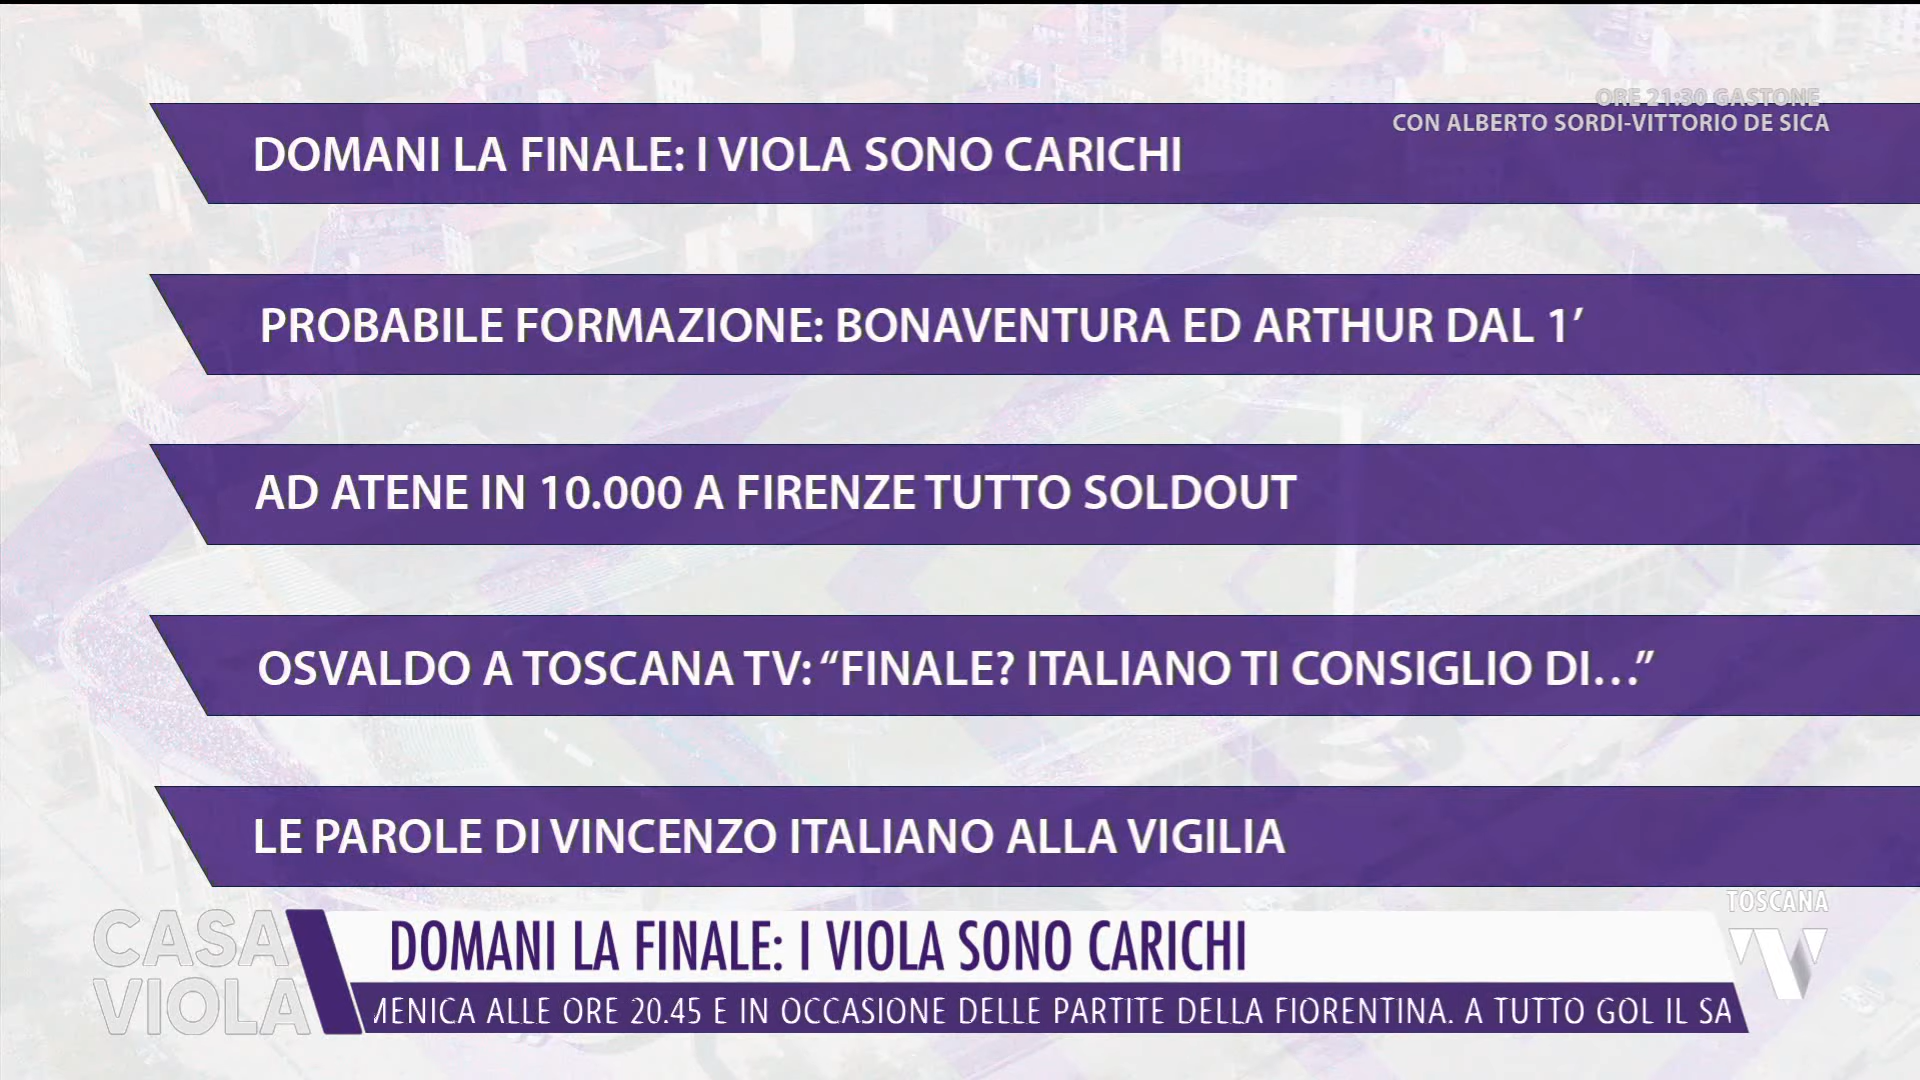 ORE 21:30 GASTONE
CON ALBERTO SORDI-VITTORIO DE SICA
DOMANI LA FINALE: I VIOLA SONO CARICHI
PROBABILE FORMAZIONE: BONAVENTURA ED ARTHUR DAL 1’
AD ATENE IN 10.000 A FIRENZE TUTTO SOLDOUT
OSVALDO A TOSCANA TV: “FINALE? ITALIANO TI CONSIGLIO DI…”
LE PAROLE DI VINCENZO ITALIANO ALLA VIGILIA
CASA
VIOLA
DOMANI LA FINALE: I VIOLA SONO CARICHI
MENICA ALLE ORE 20.45 E IN OCCASIONE DELLE PARTITE DELLA FIORENTINA. A TUTTO GOL IL SA
TOSCANA
TV